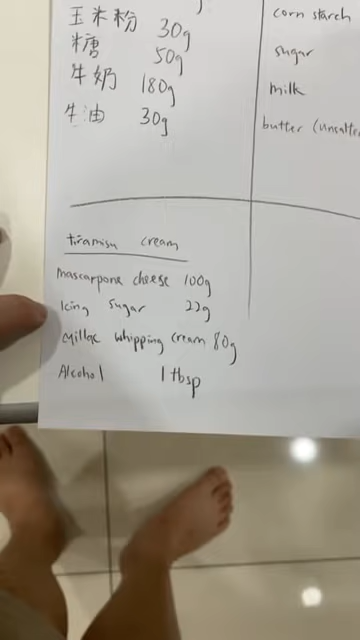 玉米粉 30g
糖 50g
牛奶 180g
牛油 30g
corn starch
sugar
milk
butter
tiramisu cream
mascarpone cheese 100g
Icing sugar 22g
Millac whipping cream 80g
Alcohol 1 tbsp